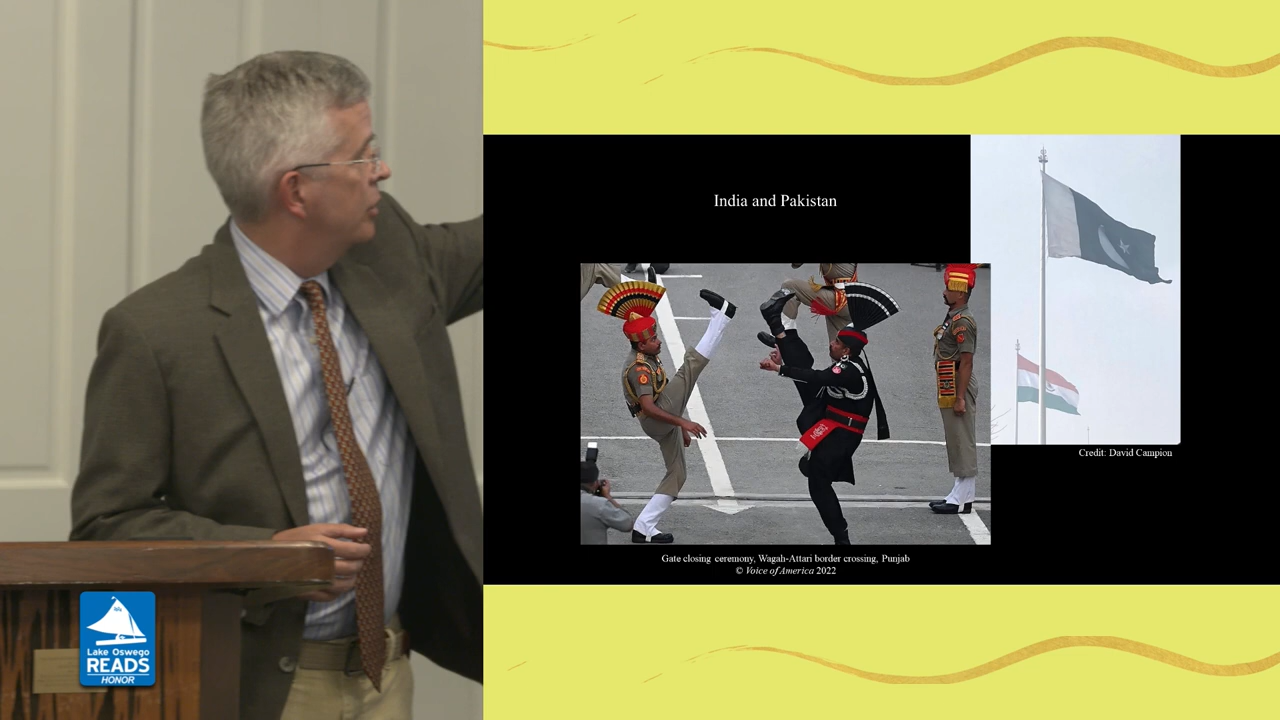 India and Pakistan
Credit: David Campion
Gate closing ceremony, Wagah-Attari border crossing, Punjab
© Voice of America 2022
Lake Oswego
READS
HONOR